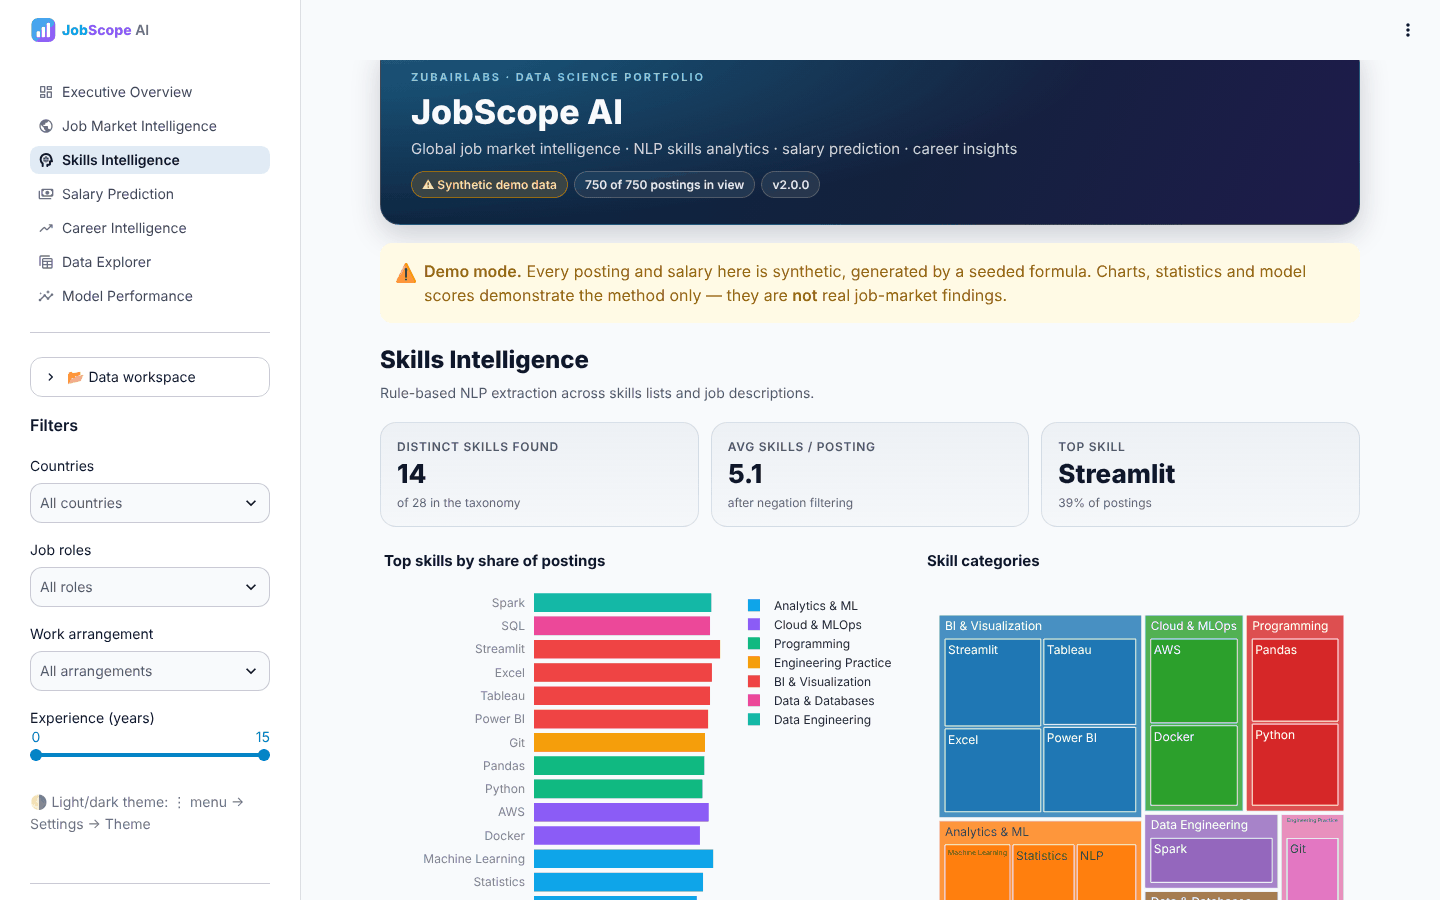 JobScope AI
Executive Overview
Job Market Intelligence
Skills Intelligence
Salary Prediction
Career Intelligence
Data Explorer
Model Performance
Data workspace
Filters
Countries
All countries
Job roles
All roles
Work arrangement
All arrangements
Experience (years)
0 15
Light/dark theme: ⋮ menu →
Settings → Theme
ZUBAIRLABS · DATA SCIENCE PORTFOLIO
JobScope AI
Global job market intelligence · NLP skills analytics · salary prediction · career insights
⚠ Synthetic demo data 750 of 750 postings in view v2.0.0
Demo mode. Every posting and salary here is synthetic, generated by a seeded formula. Charts, statistics and model
scores demonstrate the method only — they are not real job-market findings.
Skills Intelligence
Rule-based NLP extraction across skills lists and job descriptions.
DISTINCT SKILLS FOUND
14
of 28 in the taxonomy
AVG SKILLS / POSTING
5.1
after negation filtering
TOP SKILL
Streamlit
39% of postings
Top skills by share of postings
Spark
SQL
Streamlit
Excel
Tableau
Power BI
Git
Pandas
Python
AWS
Docker
Machine Learning
Statistics
Analytics & ML
Cloud & MLOps
Programming
Engineering Practice
BI & Visualization
Data & Databases
Data Engineering
Skill categories
BI & Visualization
Streamlit
Tableau
Excel
Power BI
Cloud & MLOps
AWS
Docker
Programming
Pandas
Python
Analytics & ML
Machine Learning
Statistics
NLP
Data Engineering
Spark
Engineering Practice
Git